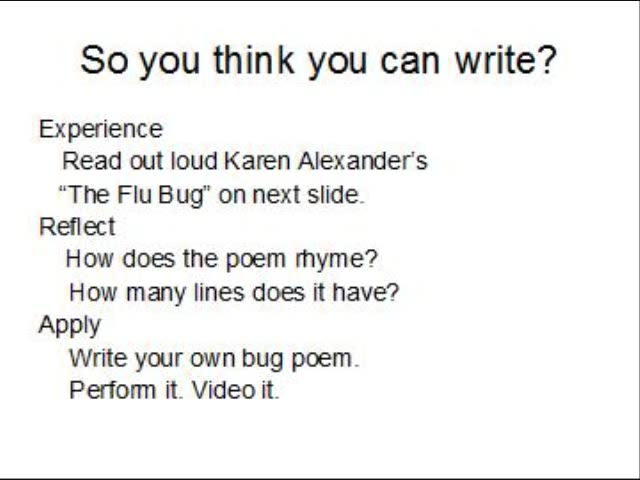 So you think you can write?
Experience
Read out loud Karen Alexander's
“The Flu Bug” on next slide.
Reflect
How does the poem rhyme?
How many lines does it have?
Apply
Write your own bug poem.
Perform it. Video it.